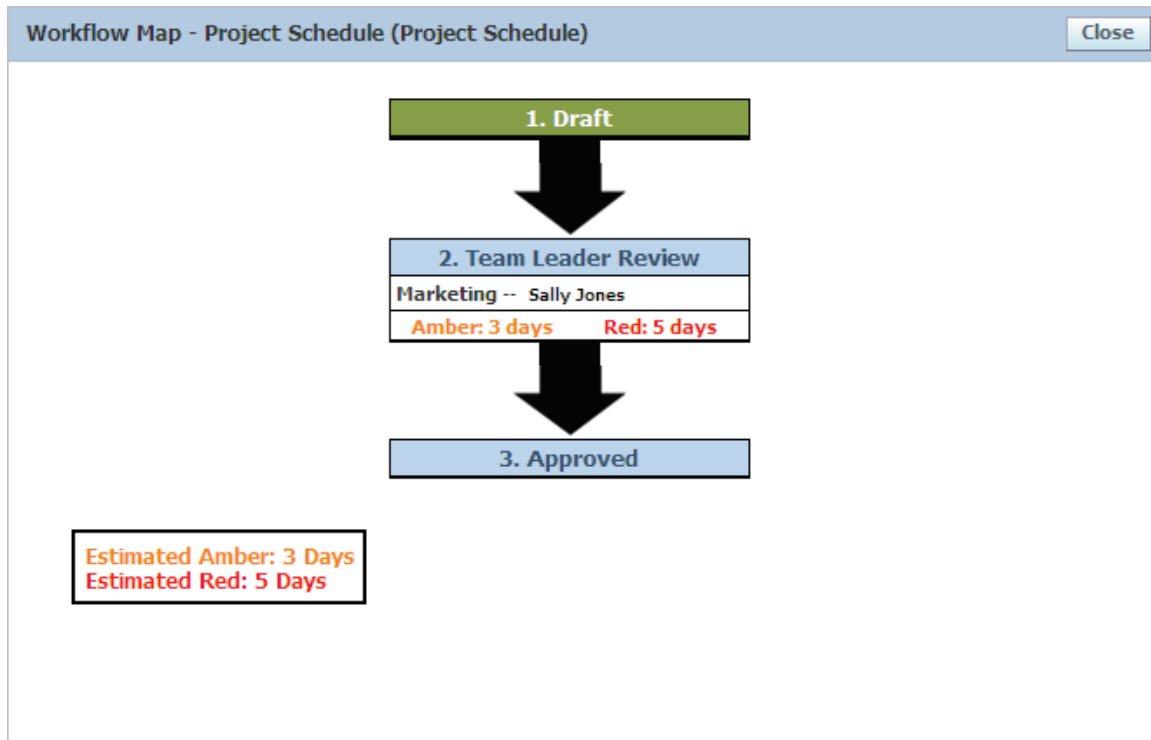 Workflow Map - Project Schedule (Project Schedule)
Close
1. Draft
2. Team Leader Review
Marketing -- Sally Jones
Amber: 3 days Red: 5 days
3. Approved
Estimated Amber: 3 Days
Estimated Red: 5 Days